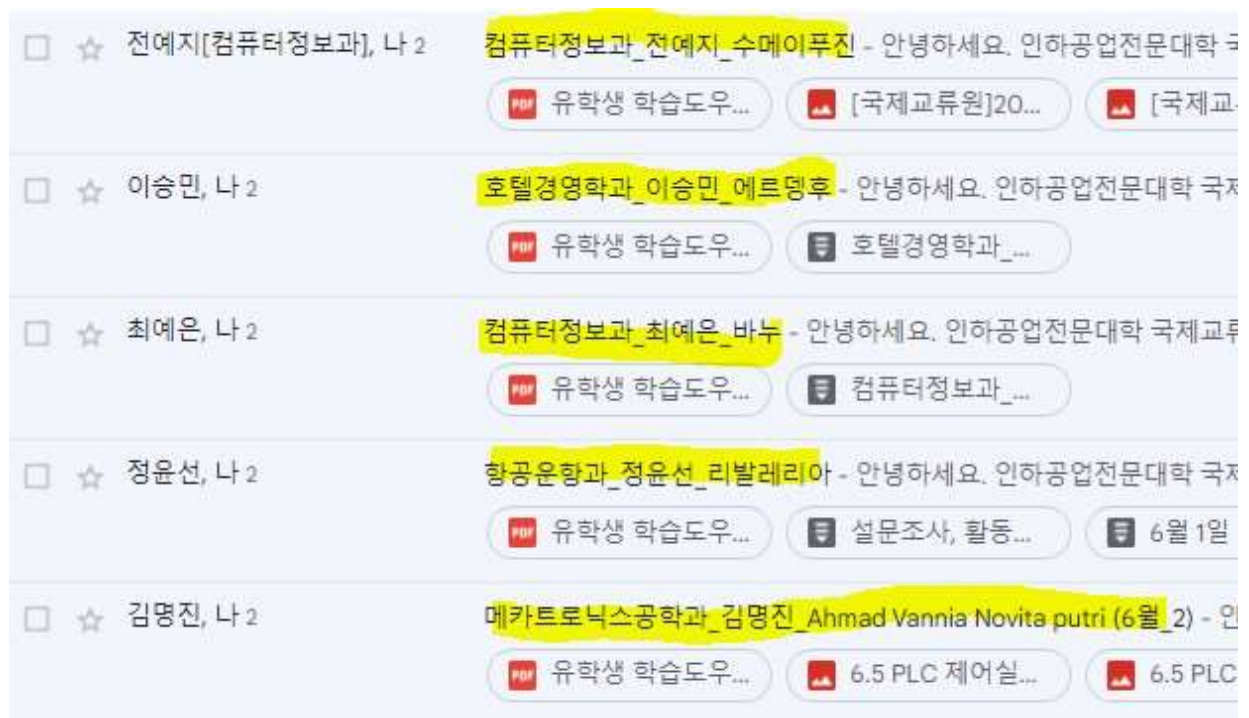 전예지[컴퓨터정보과], 나 2 컴퓨터정보과_전예지_수메이푸진 - 안녕하세요. 인하공업전문대학 국
PDF 유학생 학습도우... [국제교류원]20... [국제교
이승민, 나 2 호텔경영학과_이승민_에르뎅후 - 안녕하세요. 인하공업전문대학 국제
PDF 유학생 학습도우... 호텔경영학과_...
최예은, 나 2 컴퓨터정보과_최예은_바누 - 안녕하세요. 인하공업전문대학 국제교류
PDF 유학생 학습도우... 컴퓨터정보과_...
정윤선, 나 2 항공운항과_정윤선_리발레리아 - 안녕하세요. 인하공업전문대학 국제
PDF 유학생 학습도우... 설문조사, 활동... 6월 1일
김명진, 나 2 메카트로닉스공학과_김명진_Ahmad Vannia Novita putri (6월_2) - 안
PDF 유학생 학습도우... 6.5 PLC 제어실... 6.5 PLC